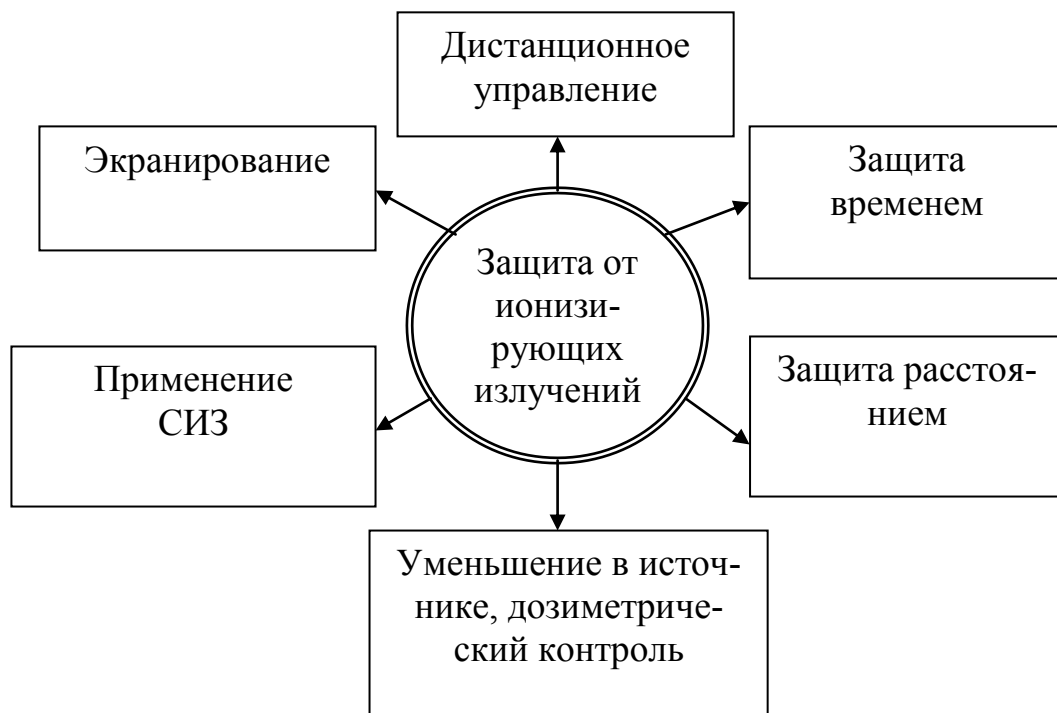 Дистанционное
управление
Экранирование
Защита
временем
Защита от
ионизи-
рующих
излучений
Применение
СИЗ
Защита расстоя-
нием
Уменьшение в источ-
нике, дозиметриче-
ский контроль